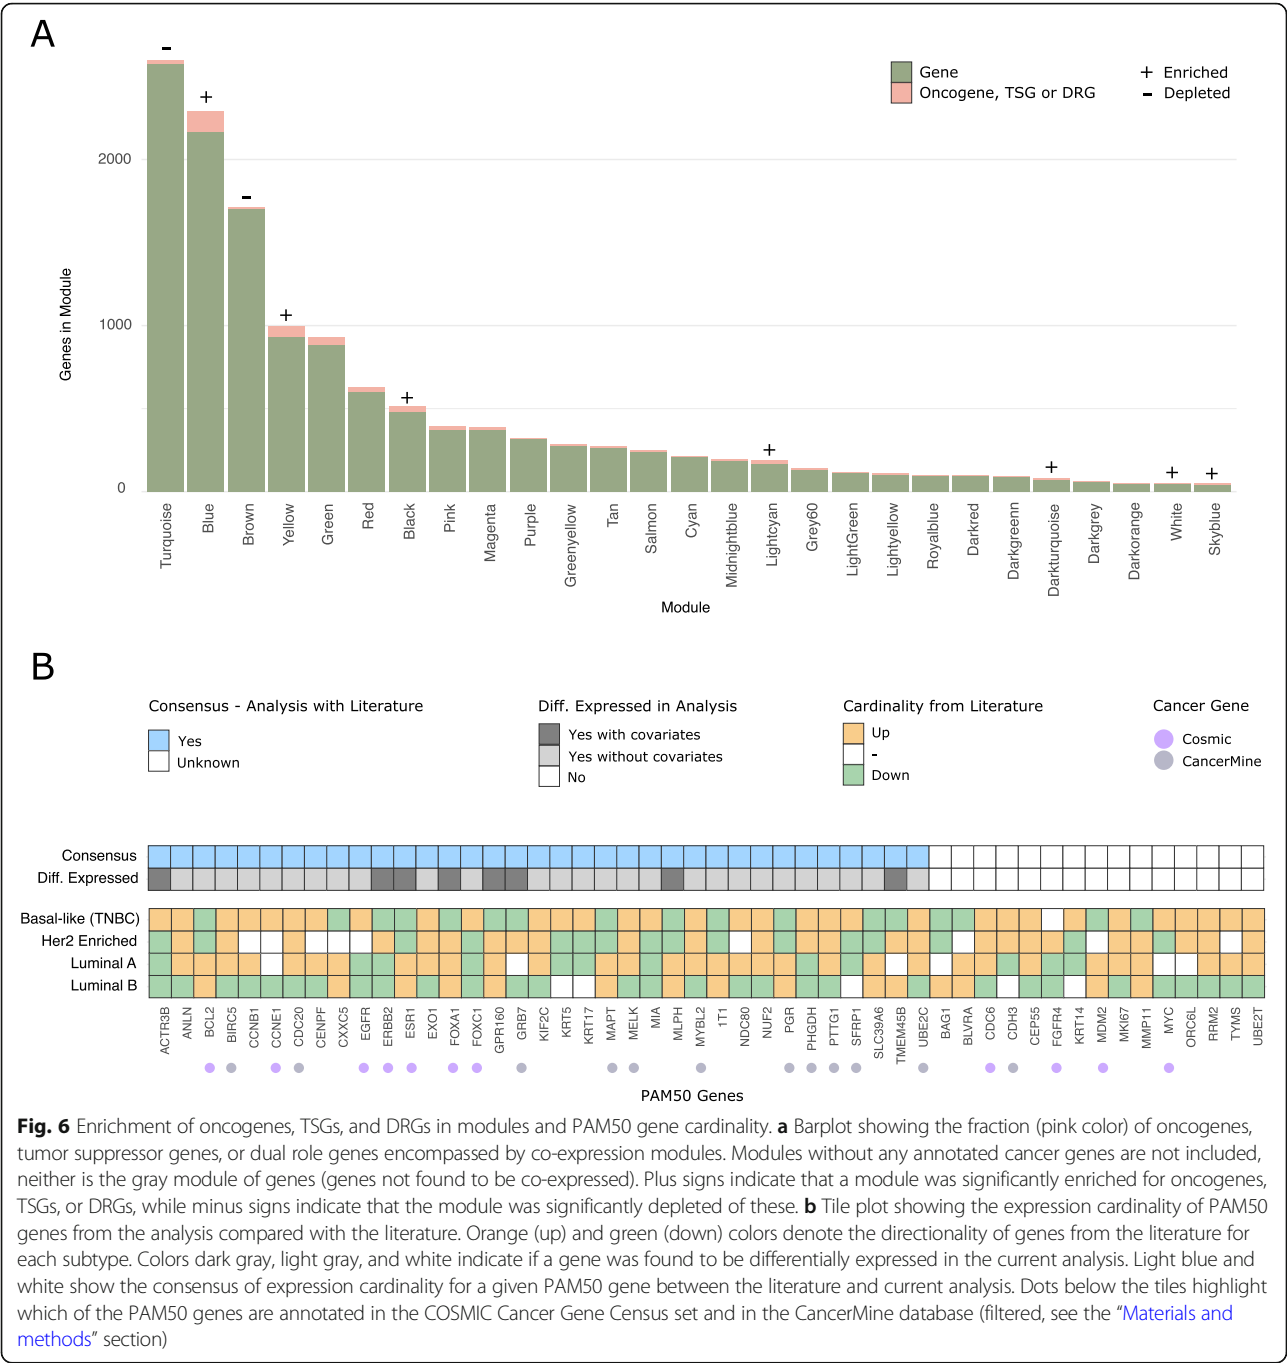 A
Gene
Oncogene, TSG or DRG
+ Enriched
- Depleted
Genes in Module
2000
1000
0
- + - + + + + + +
Turquoise
Blue
Brown
Yellow
Green
Red
Black
Pink
Magenta
Purple
Greenyellow
Tan
Salmon
Cyan
Midnightblue
Lightcyan
Grey60
LightGreen
Lightyellow
Royalblue
Darkred
Darkgreenn
Darkturquoise
Darkgrey
Darkorange
White
Skyblue
Module
B
Consensus - Analysis with Literature
Yes
Unknown
Diff. Expressed in Analysis
Yes with covariates
Yes without covariates
No
Cardinality from Literature
Up
-
Down
Cancer Gene
Cosmic
CancerMine
Consensus
Diff. Expressed
Basal-like (TNBC)
Her2 Enriched
Luminal A
Luminal B
ACTR3B
ANLN
BCL2
BIRC5
CCNB1
CCNE1
CDC20
CENPF
CXXC5
EGFR
ERBB2
ESR1
EXO1
FOXA1
FOXC1
GPR160
GRB7
KIF2C
KRT5
KRT17
MAPT
MELK
MIA
MLPH
MYBL2
1T1
NDC80
NUF2
PGR
PHGDH
PTTG1
SFRP1
SLC39A6
TMEM45B
UBE2C
BAG1
BLVRA
CDC6
CDH3
CEP55
FGFR4
KRT14
MDM2
MKI67
MMP11
MYC
ORC6L
RRM2
TYMS
UBE2T
PAM50 Genes
Fig. 6 Enrichment of oncogenes, TSGs, and DRGs in modules and PAM50 gene cardinality. a Barplot showing the fraction (pink color) of oncogenes,
tumor suppressor genes, or dual role genes encompassed by co-expression modules. Modules without any annotated cancer genes are not included,
neither is the gray module of genes (genes not found to be co-expressed). Plus signs indicate that a module was significantly enriched for oncogenes,
TSGs, or DRGs, while minus signs indicate that the module was significantly depleted of these. b Tile plot showing the expression cardinality of PAM50
genes from the analysis compared with the literature. Orange (up) and green (down) colors denote the directionality of genes from the literature for
each subtype. Colors dark gray, light gray, and white indicate if a gene was found to be differentially expressed in the current analysis. Light blue and
white show the consensus of expression cardinality for a given PAM50 gene between the literature and current analysis. Dots below the tiles highlight
which of the PAM50 genes are annotated in the COSMIC Cancer Gene Census set and in the CancerMine database (filtered, see the “Materials and
methods” section)